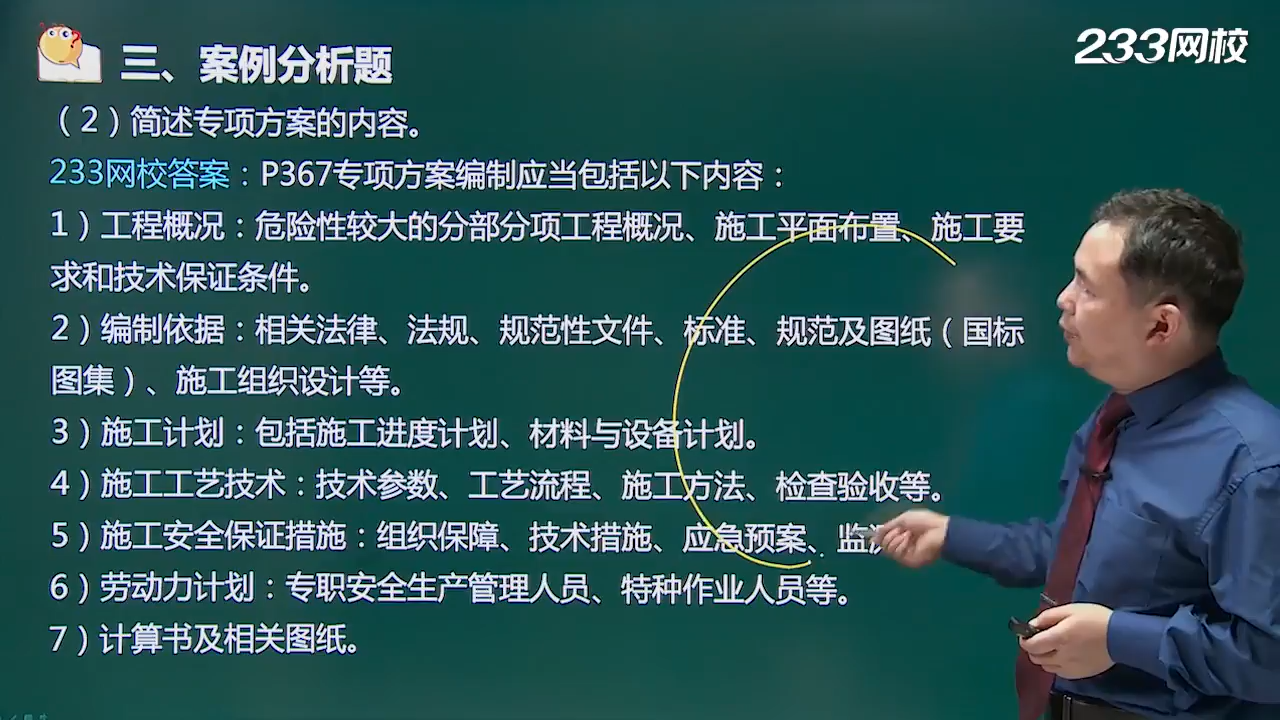 233网校
三、案例分析题
（2）简述专项方案的内容。
233网校答案：P367专项方案编制应当包括以下内容：
1）工程概况：危险性较大的分部分项工程概况、施工平面布置、施工要
求和技术保证条件。
2）编制依据：相关法律、法规、规范性文件、标准、规范及图纸（国标
图集）、施工组织设计等。
3）施工计划：包括施工进度计划、材料与设备计划。
4）施工工艺技术：技术参数、工艺流程、施工方法、检查验收等。
5）施工安全保证措施：组织保障、技术措施、应急预案、监
6）劳动力计划：专职安全生产管理人员、特种作业人员等。
7）计算书及相关图纸。